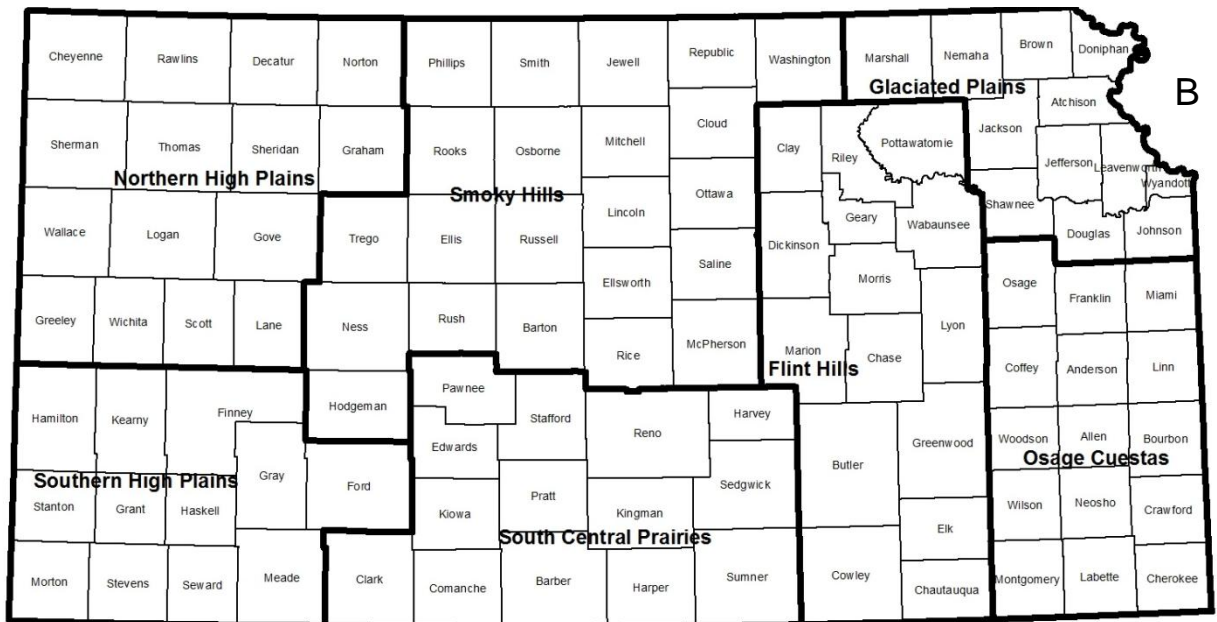 Cheyenne Rawlins Decatur Norton Phillips Smith Jewell Republic Washington Marshall Nemaha Brown Doniphan
Glaciated Plains
B
Atchison
Cloud
Jackson
Sherman Thomas Sheridan Graham Rooks Osborne Mitchell Clay Riley Pottawatomie
Jefferson Leavenworth
Wyandott
Northern High Plains
Smoky Hills
Ottawa
Shawnee
Lincoln
Geary
Wabaunsee
Wallace Logan Gove Trego Ellis Russell Dickinson Douglas Johnson
Saline
Morris
Ellsworth
Osage Franklin Miami
Greeley Wichita Scott Lane Ness Rush Barton
Lyon
Rice McPherson
Marion Chase
Flint Hills
Coffey Anderson Linn
Pawnee
Hodgeman
Stafford
Hamilton Kearny Finney
Reno Harvey
Edwards
Greenwood
Woodson Allen Bourbon
Osage Cuestas
Butler
Southern High Plains
Gray
Ford
Sedgwick
Pratt
Stanton Grant Haskell
Kiowa
Kingman
Wilson Neosho Crawford
South Central Prairies
Elk
Morton Stevens Seward Meade Clark Comanche Barber Harper Sumner Cowley Chautauqua Montgomery Labette Cherokee